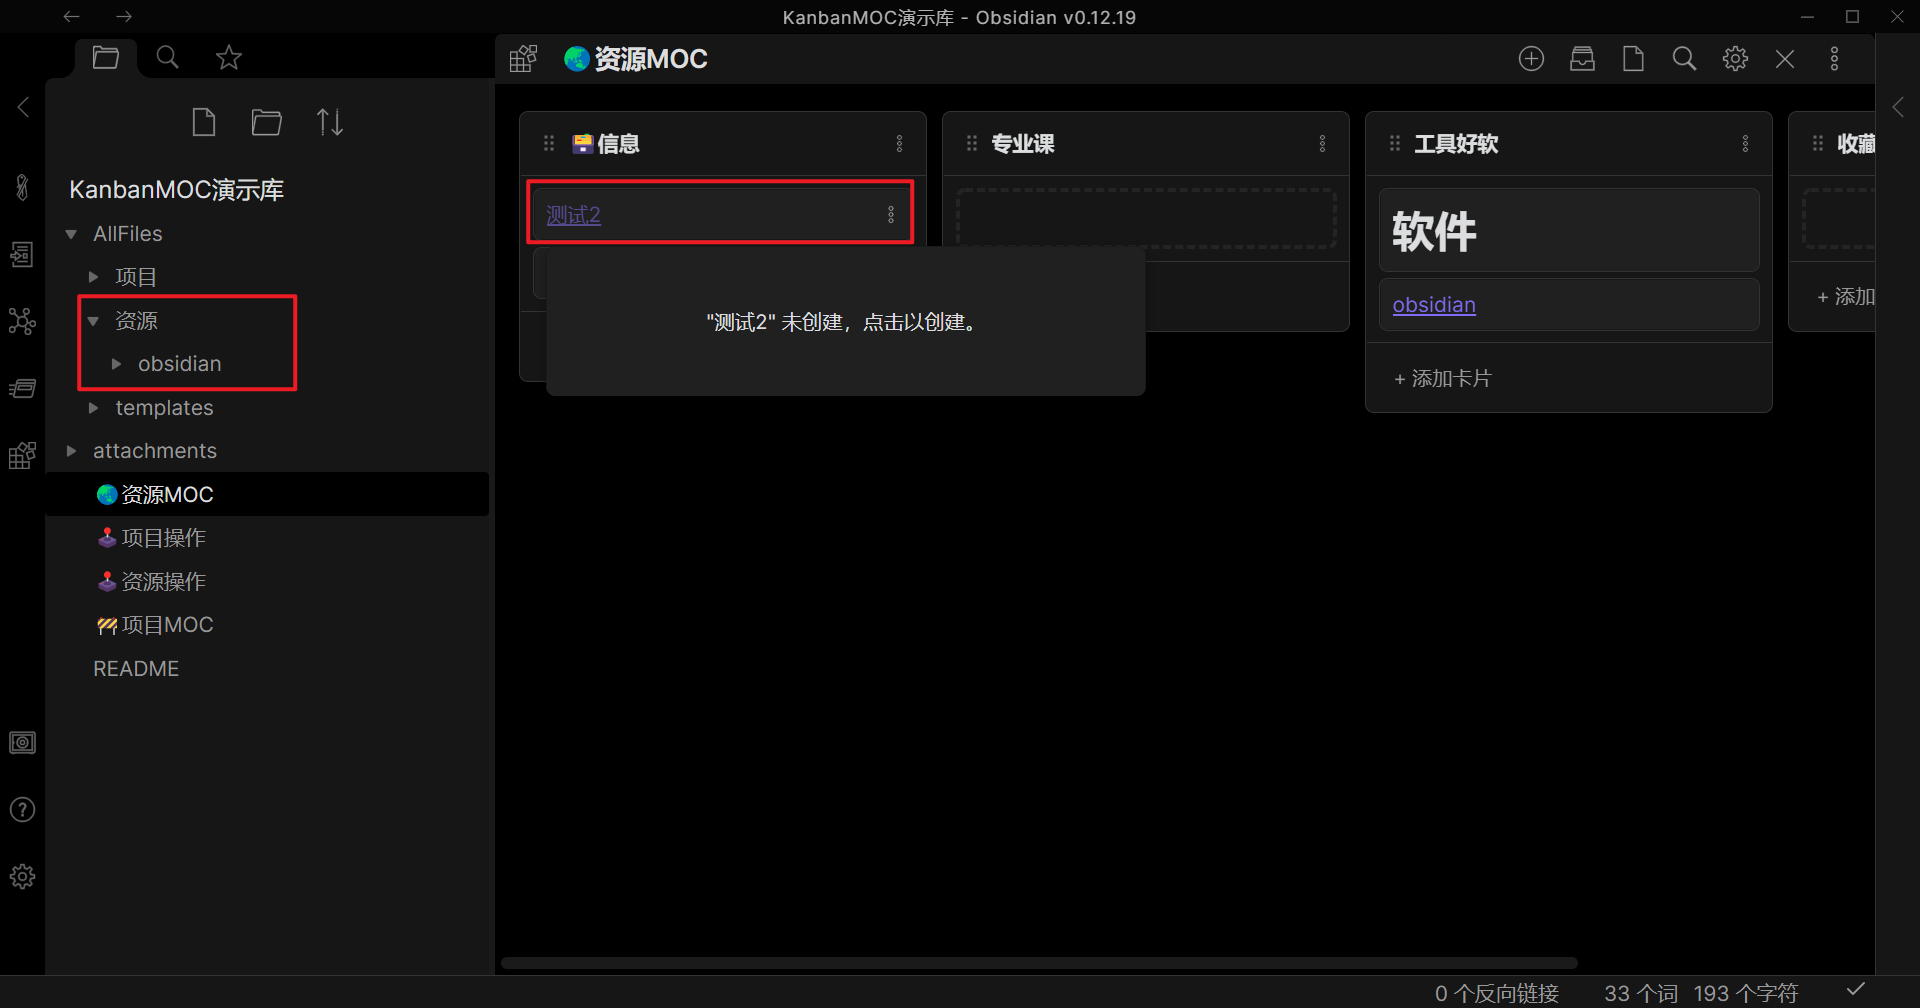 KanbanMOC演示库 - Obsidian v0.12.19
资源MOC
KanbanMOC演示库
AllFiles
项目
资源
obsidian
templates
attachments
资源MOC
项目操作
资源操作
项目MOC
README
信息
测试2
"测试2" 未创建，点击以创建。
专业课
工具好软
软件
obsidian
+ 添加卡片
收藏
+ 添加
0 个反向链接
33 个词
193 个字符